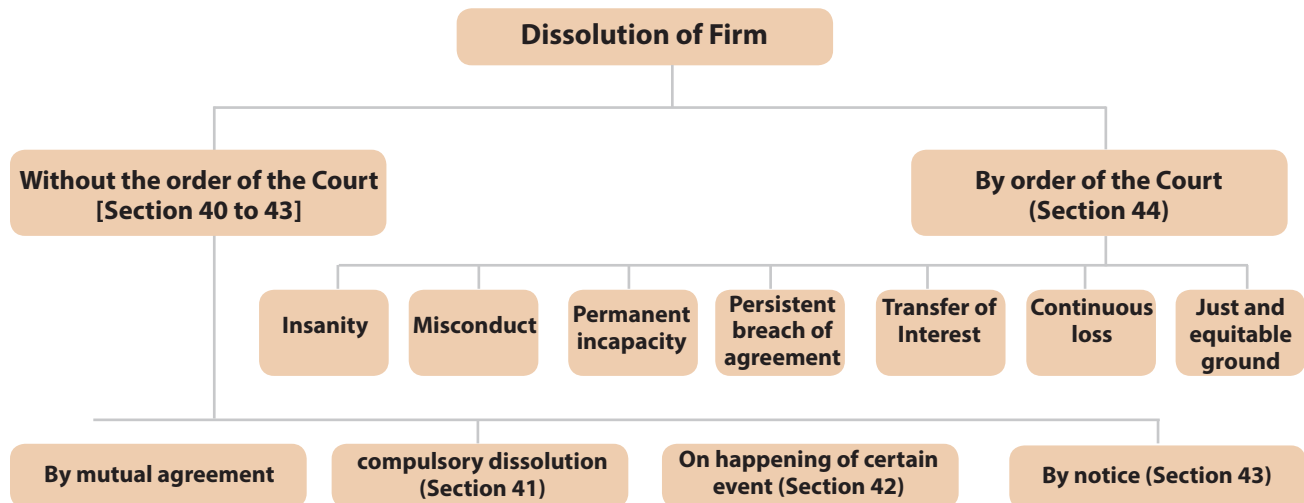 Dissolution of Firm
Without the order of the Court
[Section 40 to 43]
By order of the Court
(Section 44)
Insanity
Misconduct
Permanent
incapacity
Persistent
breach of
agreement
Transfer of
Interest
Continuous
loss
Just and
equitable
ground
By mutual agreement
compulsory dissolution
(Section 41)
On happening of certain
event (Section 42)
By notice (Section 43)